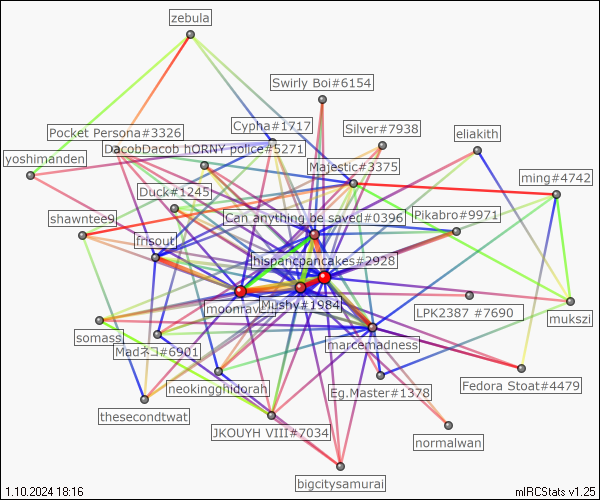 zebula
Swirly Boi#6154
Cypha#1717
Silver#7938
Pocket Persona#3326
eliakith
DacobDacob hORNY police#5271
yoshimanden
Majestic#3375
ming#4742
Duck#1245
shawntee9
Can anything be saved#0396
Pikabro#9971
frisout
hispancpancakes#2928
moonravi
Mushy#1984
LPK2387 #7690
mukszi
somass
marcemadness
Madネコ#6901
Fedora Stoat#4479
neokingghidorah
Eg.Master#1378
thesecondtwat
JKOUYH VIII#7034
normalwan
bigcitysamurai
1.10.2024 18:16
mIRCStats v1.25